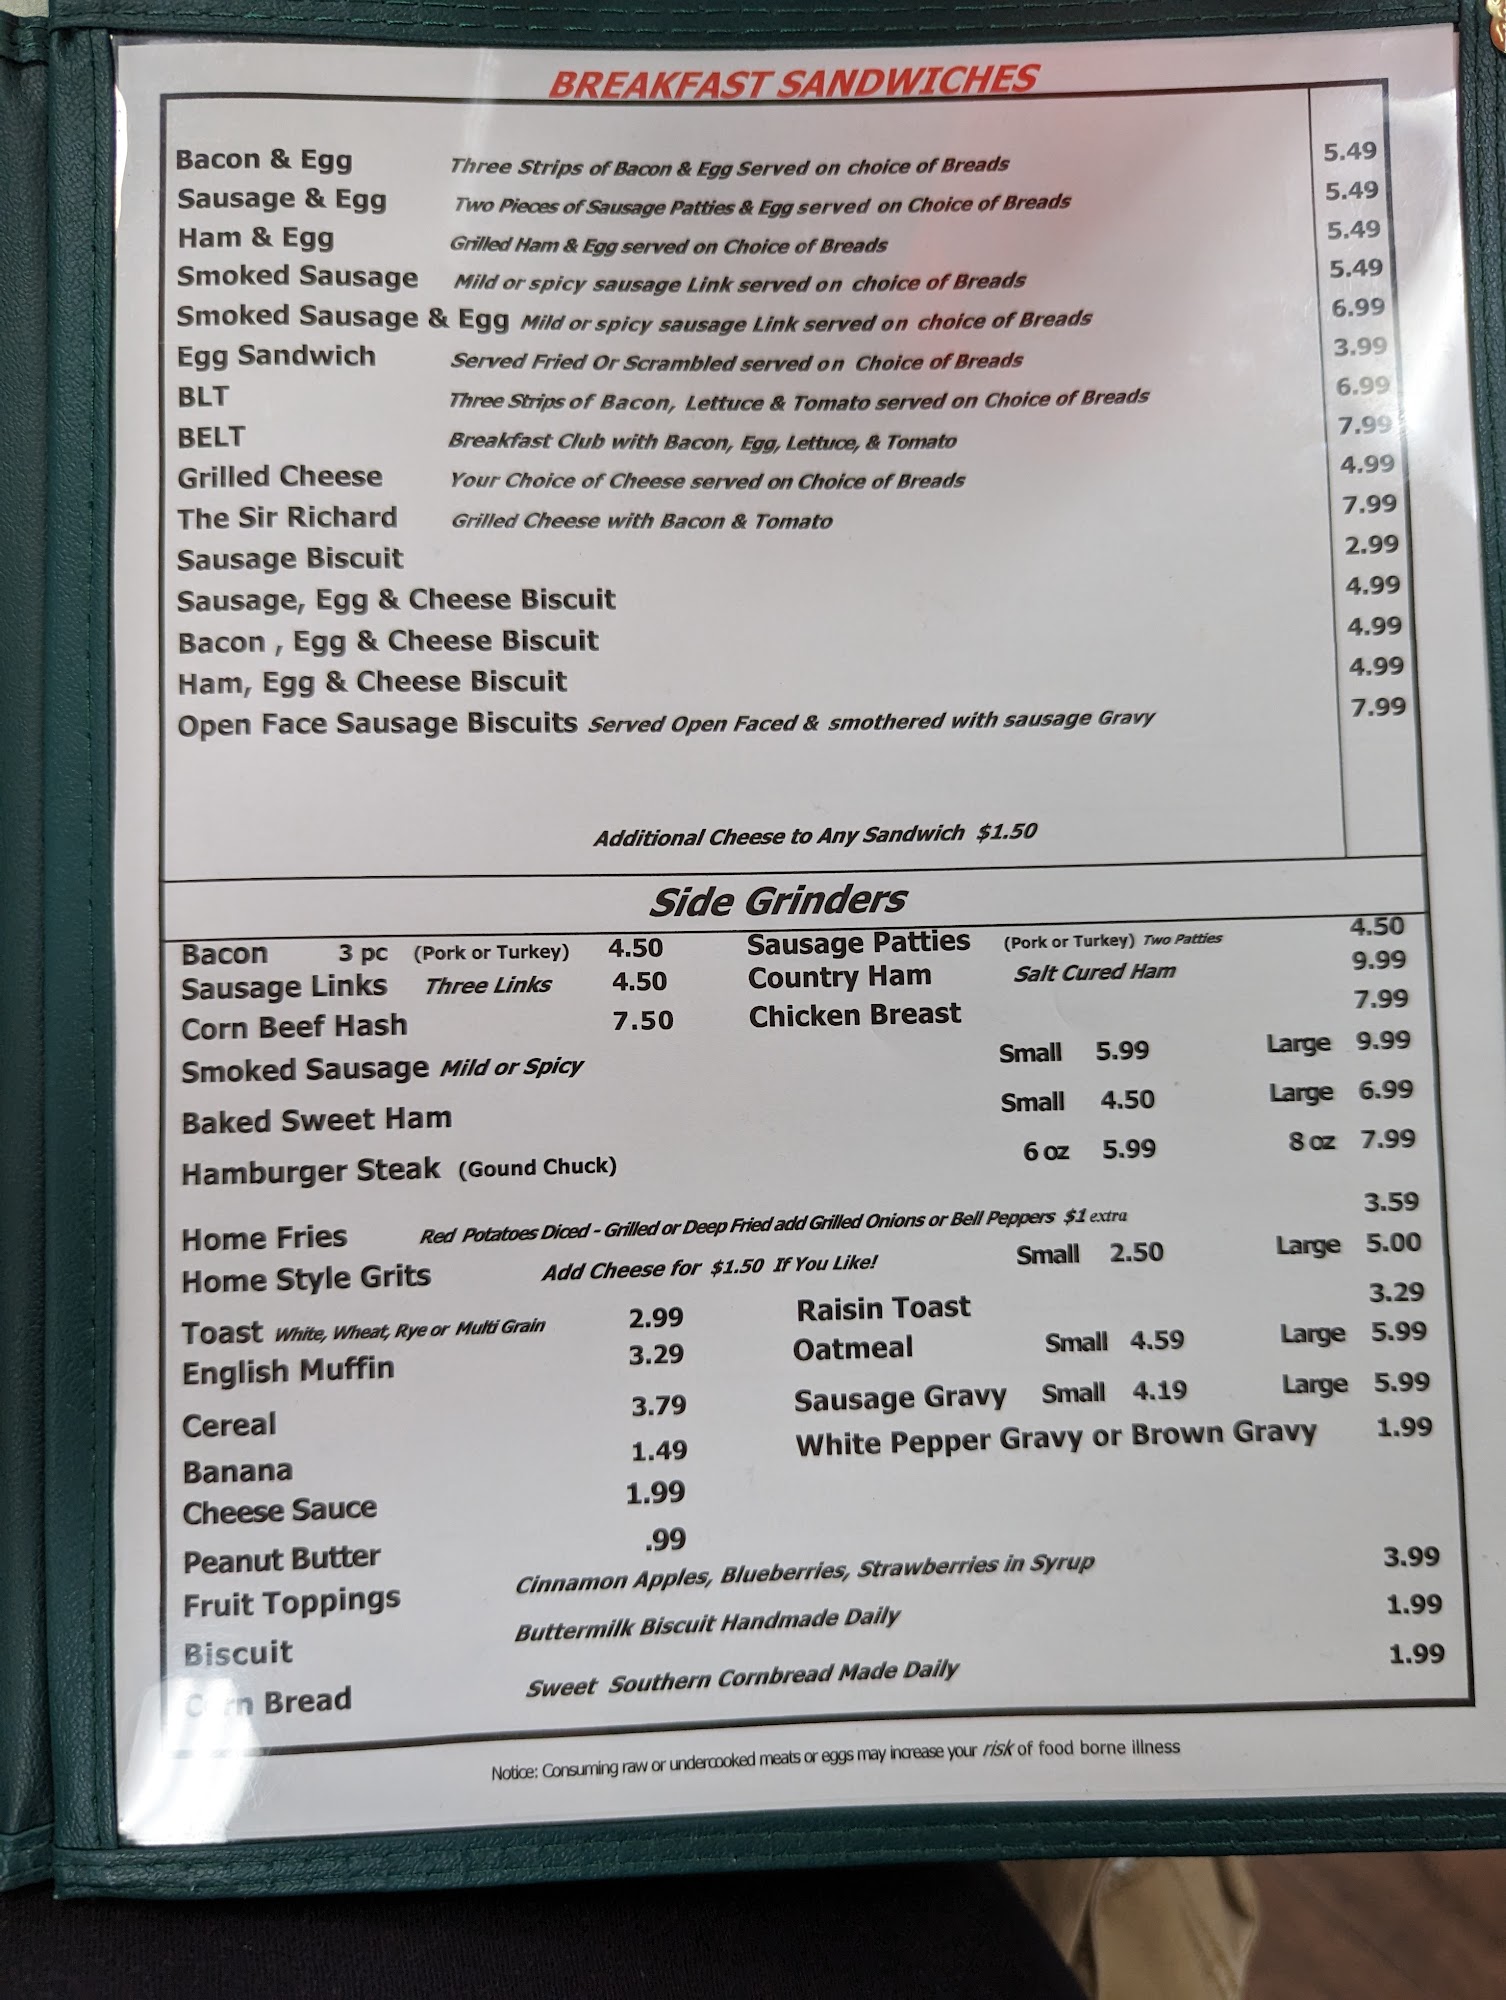 BREAKFAST SANDWICHES
Bacon & Egg Three Strips of Bacon & Egg Served on choice of Breads 5.49
Sausage & Egg Two Pieces of Sausage Patties & Egg served on Choice of Breads 5.49
Ham & Egg Grilled Ham & Egg served on Choice of Breads 5.49
Smoked Sausage Mild or spicy sausage Link served on choice of Breads 5.49
Smoked Sausage & Egg Mild or spicy sausage Link served on choice of Breads 6.99
Egg Sandwich Served Fried Or Scrambled served on Choice of Breads 3.99
BLT Three Strips of Bacon, Lettuce & Tomato served on Choice of Breads 6.99
BELT Breakfast Club with Bacon, Egg, Lettuce, & Tomato 7.99
Grilled Cheese Your Choice of Cheese served on Choice of Breads 4.99
The Sir Richard Grilled Cheese with Bacon & Tomato 7.99
Sausage Biscuit 2.99
Sausage, Egg & Cheese Biscuit 4.99
Bacon , Egg & Cheese Biscuit 4.99
Ham, Egg & Cheese Biscuit 4.99
Open Face Sausage Biscuits Served Open Faced & smothered with sausage Gravy 7.99
Additional Cheese to Any Sandwich $1.50
Side Grinders
Bacon 3 pc (Pork or Turkey) 4.50 Sausage Patties (Pork or Turkey) Two Patties 4.50
Sausage Links Three Links 4.50 Country Ham Salt Cured Ham 9.99
Corn Beef Hash 7.50 Chicken Breast 7.99
Smoked Sausage Mild or Spicy Small 5.99 Large 9.99
Baked Sweet Ham Small 4.50 Large 6.99
Hamburger Steak (Gound Chuck) 6 oz 5.99 8 oz 7.99
Home Fries Red Potatoes Diced - Grilled or Deep Fried add Grilled Onions or Bell Peppers $1 extra 3.59
Home Style Grits Add Cheese for $1.50 If You Like! Small 2.50 Large 5.00
Toast White, Wheat, Rye or Multi Grain 2.99 Raisin Toast 3.29
English Muffin 3.29 Oatmeal Small 4.59 Large 5.99
Cereal 3.79 Sausage Gravy Small 4.19 Large 5.99
Banana 1.49 White Pepper Gravy or Brown Gravy 1.99
Cheese Sauce 1.99
Peanut Butter .99
Fruit Toppings Cinnamon Apples, Blueberries, Strawberries in Syrup 3.99
Biscuit Buttermilk Biscuit Handmade Daily 1.99
Corn Bread Sweet Southern Cornbread Made Daily 1.99
Notice: Consuming raw or undercooked meats or eggs may increase your risk of food borne illness